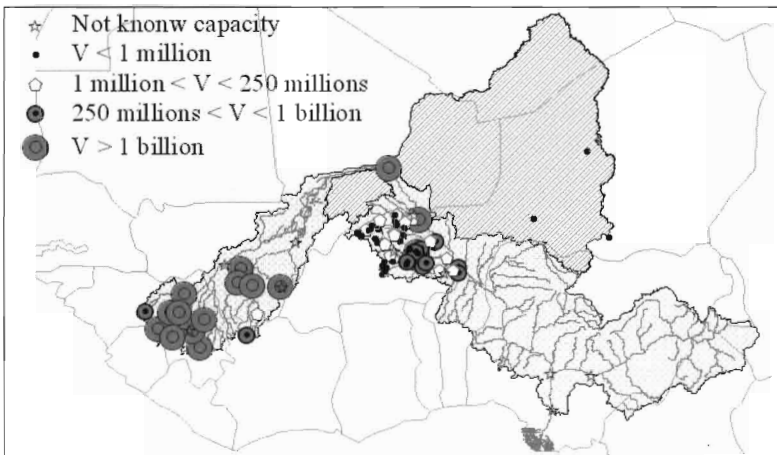 Not knonw capacity
V < 1 million
1 million < V < 250 millions
250 millions < V < 1 billion
V > 1 billion